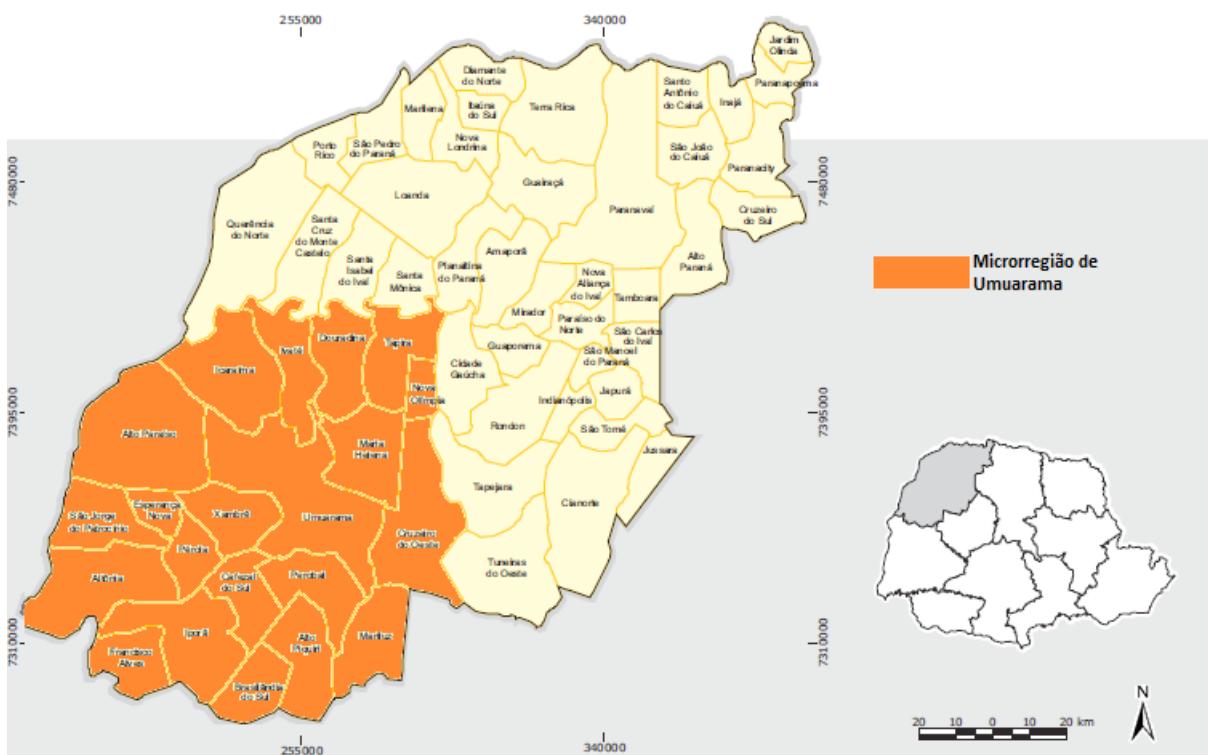 255000
340000
Jardim
Olinda
Paranapoema
Diamante
do Norte
Santo
Antônio
do Caiuá
Inajá
Marilena
Itaúna
do Sul
Terra Rica
Porto
Rico
São Pedro
do Paraná
Nova
Londrina
São João
do Caiuá
Paranacity
7480000
7480000
Loanda
Guairaçá
Paranavaí
Cruzeiro
do Sul
Querência
do Norte
Santa
Cruz
do Monte
Castelo
Santa
Isabel
do Ivaí
Santa
Mônica
Planaltina
do Paraná
Amaporã
Alto
Paraná
Nova
Aliança
do Ivaí
Tamboara
Mirador
Paraíso do
Norte
São Carlos
do Ivaí
Microrregião de
Umuarama
Icaraíma
Ivaté
Douradina
Tapira
Cidade
Gaúcha
Guaporema
São Manoel
do Paraná
Nova
Olímpia
Indianópolis
Japurá
7395000
7395000
Alto Paraíso
Maria
Helena
Rondon
São Tomé
Jussara
Tapejara
Cianorte
São Jorge
do Patrocínio
Esperança
Nova
Xambrê
Umuarama
Cruzeiro
do Oeste
Pérola
Tuneiras
do Oeste
Altônia
Cafezal
do Sul
Perobal
Iporã
Alto
Piquiri
Mariluz
7310000
7310000
Francisco
Alves
Brasilândia
do Sul
N
20 10 0 10 20 km
255000
340000